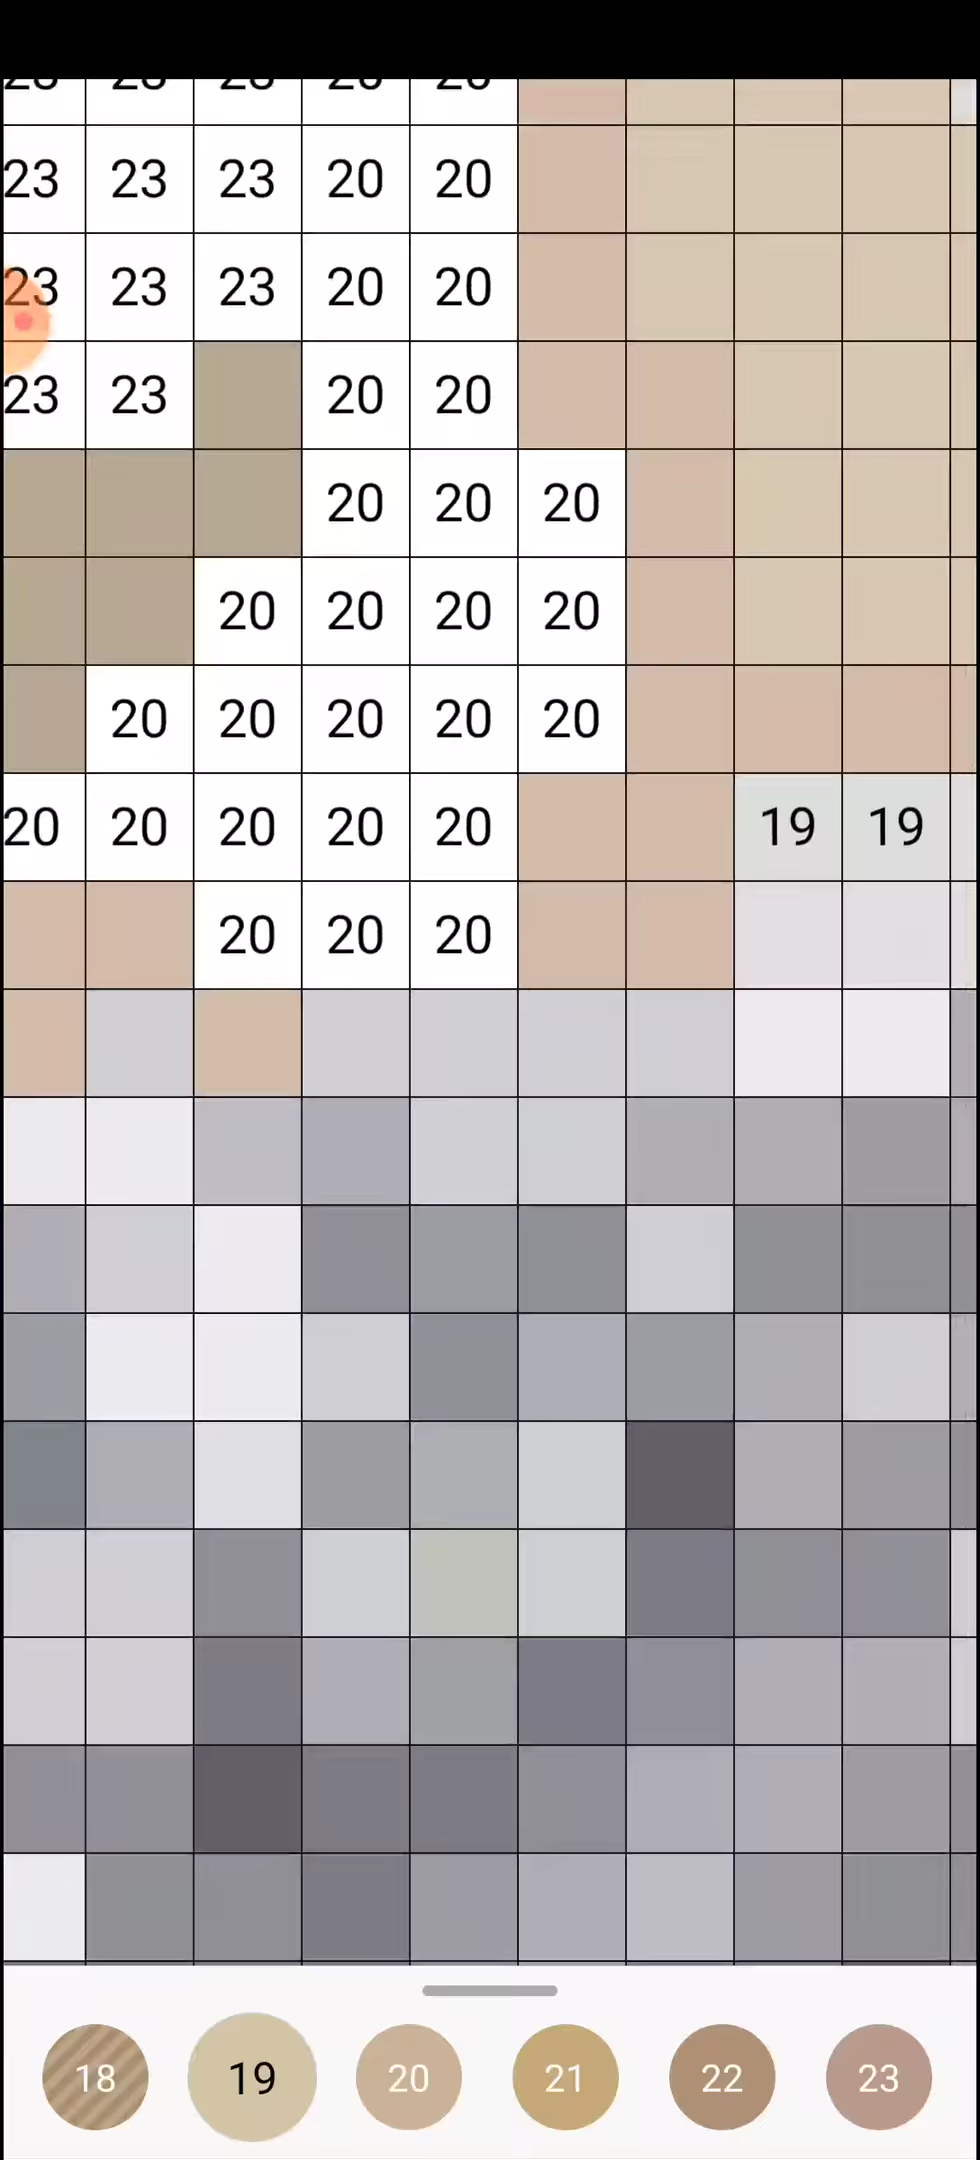 23 23 23 20 20
23 23 23 20 20
23 23 20 20
20 20 20
20 20 20 20
20 20 20 20 20
20 20 20 20 20 19 19
20 20 20
18 19 20 21 22 23